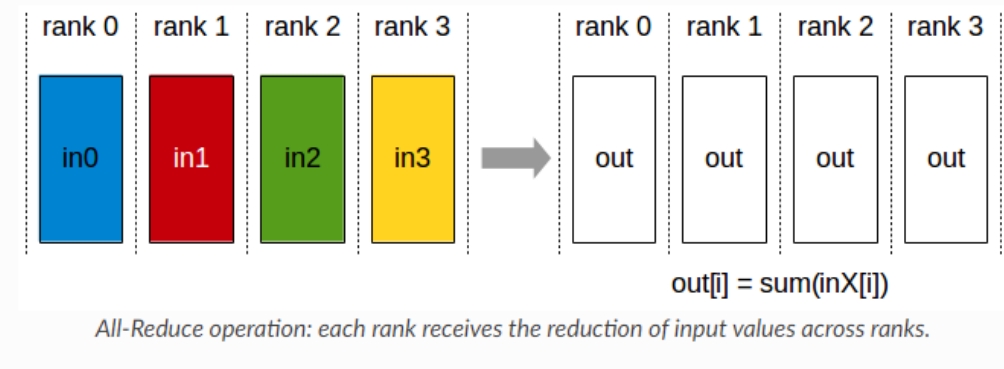 rank 0 rank 1 rank 2 rank 3 rank 0 rank 1 rank 2 rank 3
in0 in1 in2 in3 out out out out
out[i] = sum(inX[i])
All-Reduce operation: each rank receives the reduction of input values across ranks.